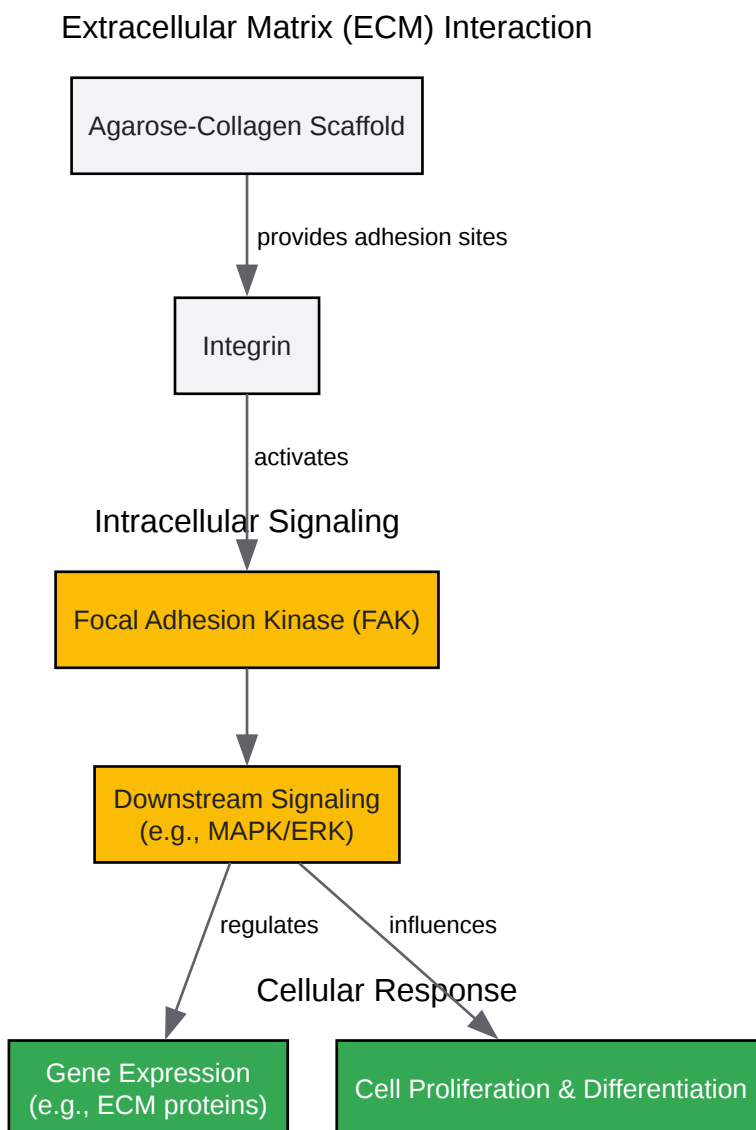 Extracellular Matrix (ECM) Interaction
Agarose-Collagen Scaffold
provides adhesion sites
Integrin
activates
Intracellular Signaling
Focal Adhesion Kinase (FAK)
Downstream Signaling
(e.g., MAPK/ERK)
regulates
influences
Cellular Response
Gene Expression
(e.g., ECM proteins)
Cell Proliferation & Differentiation